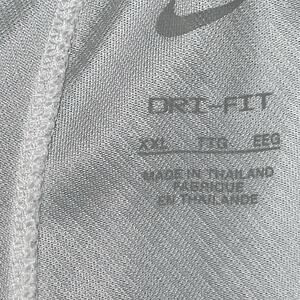 DRI-FIT
XXL TTG EEG
MADE IN THAILAND
FABRIQUE
EN THAILANDE